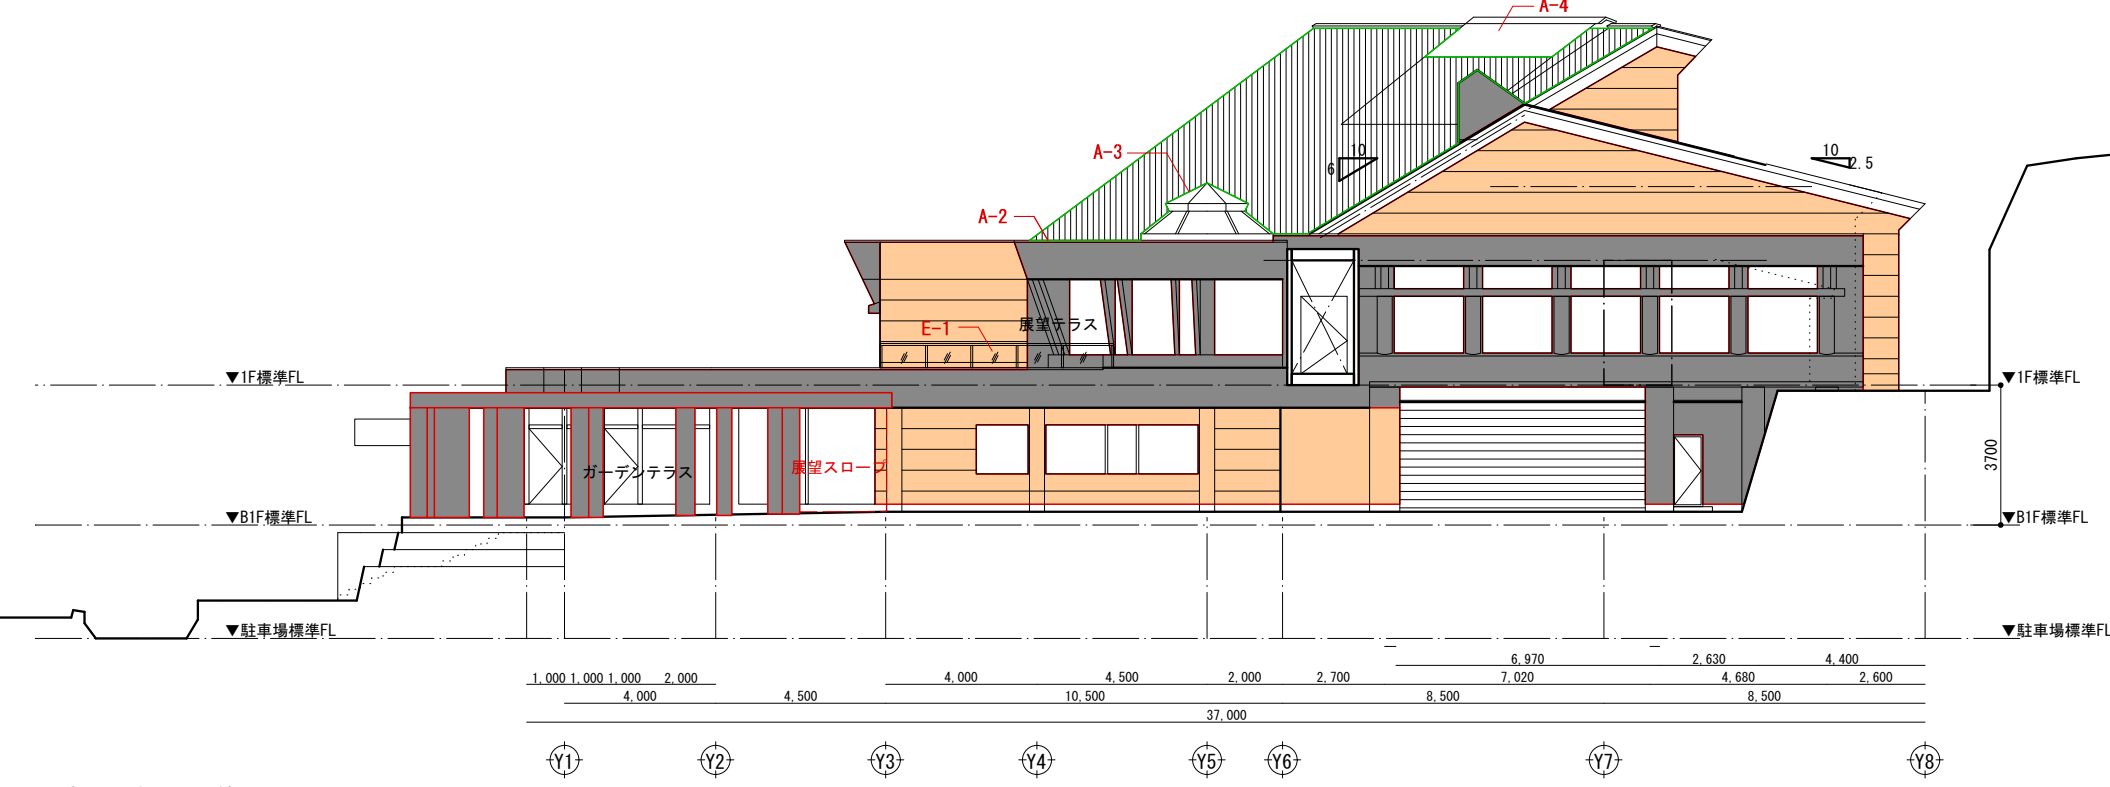 A-4
10
6
10
2.5
A-3
A-2
E-1
展望テラス
▼1F標準FL
▼1F標準FL
3700
ガーデンテラス
展望スロープ
▼B1F標準FL
▼B1F標準FL
▼駐車場標準FL
▼駐車場標準FL
6,970 2,630 4,400
1,000 1,000 1,000 2,000 4,000 4,500 2,000 2,700 7,020 4,680 2,600
4,000 4,500 10,500 8,500 8,500
37,000
Y1 Y2 Y3 Y4 Y5 Y6 Y7 Y8